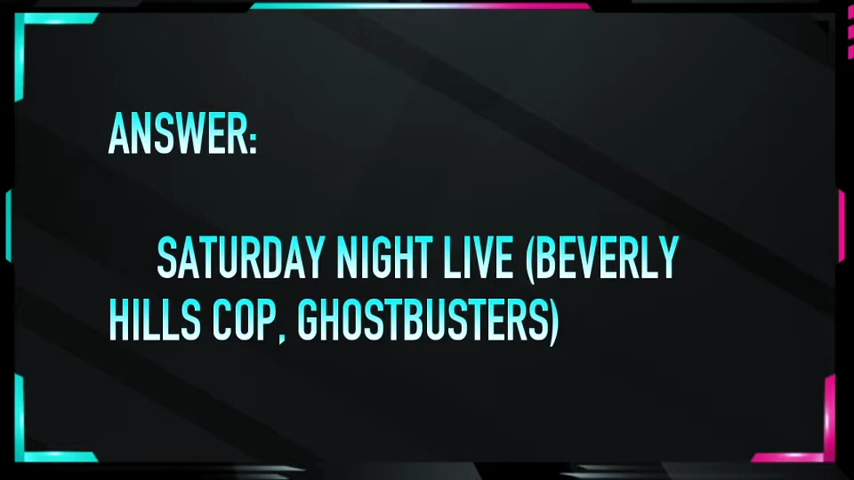 ANSWER:
SATURDAY NIGHT LIVE (BEVERLY
HILLS COP, GHOSTBUSTERS)